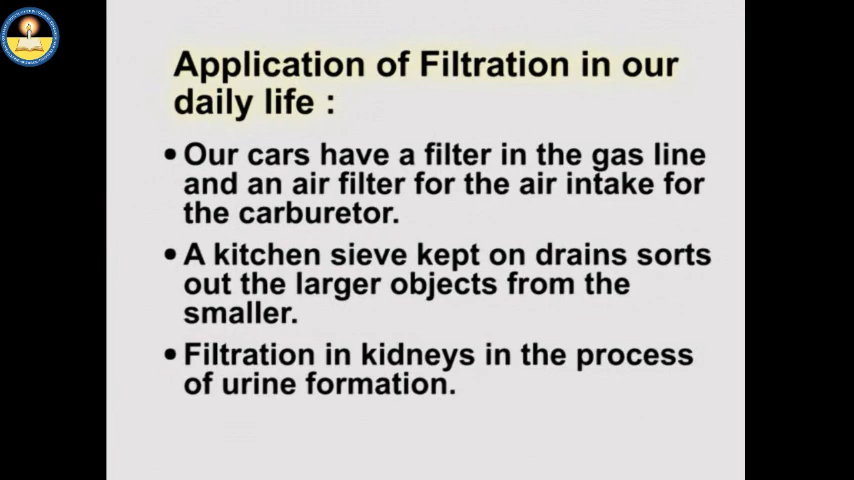 Application of Filtration in our
daily life :
• Our cars have a filter in the gas line
and an air filter for the air intake for
the carburetor.
• A kitchen sieve kept on drains sorts
out the larger objects from the
smaller.
• Filtration in kidneys in the process
of urine formation.